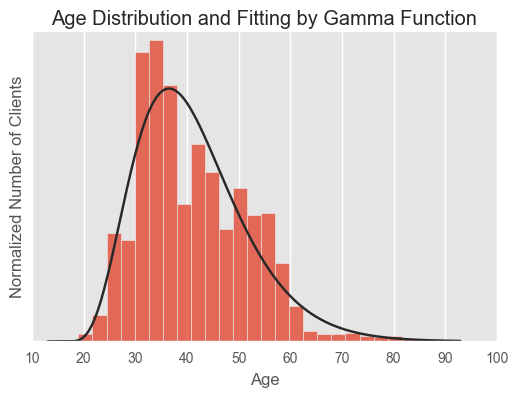 Age Distribution and Fitting by Gamma Function
Normalized Number of Clients
10 20 30 40 50 60 70 80 90 100
Age